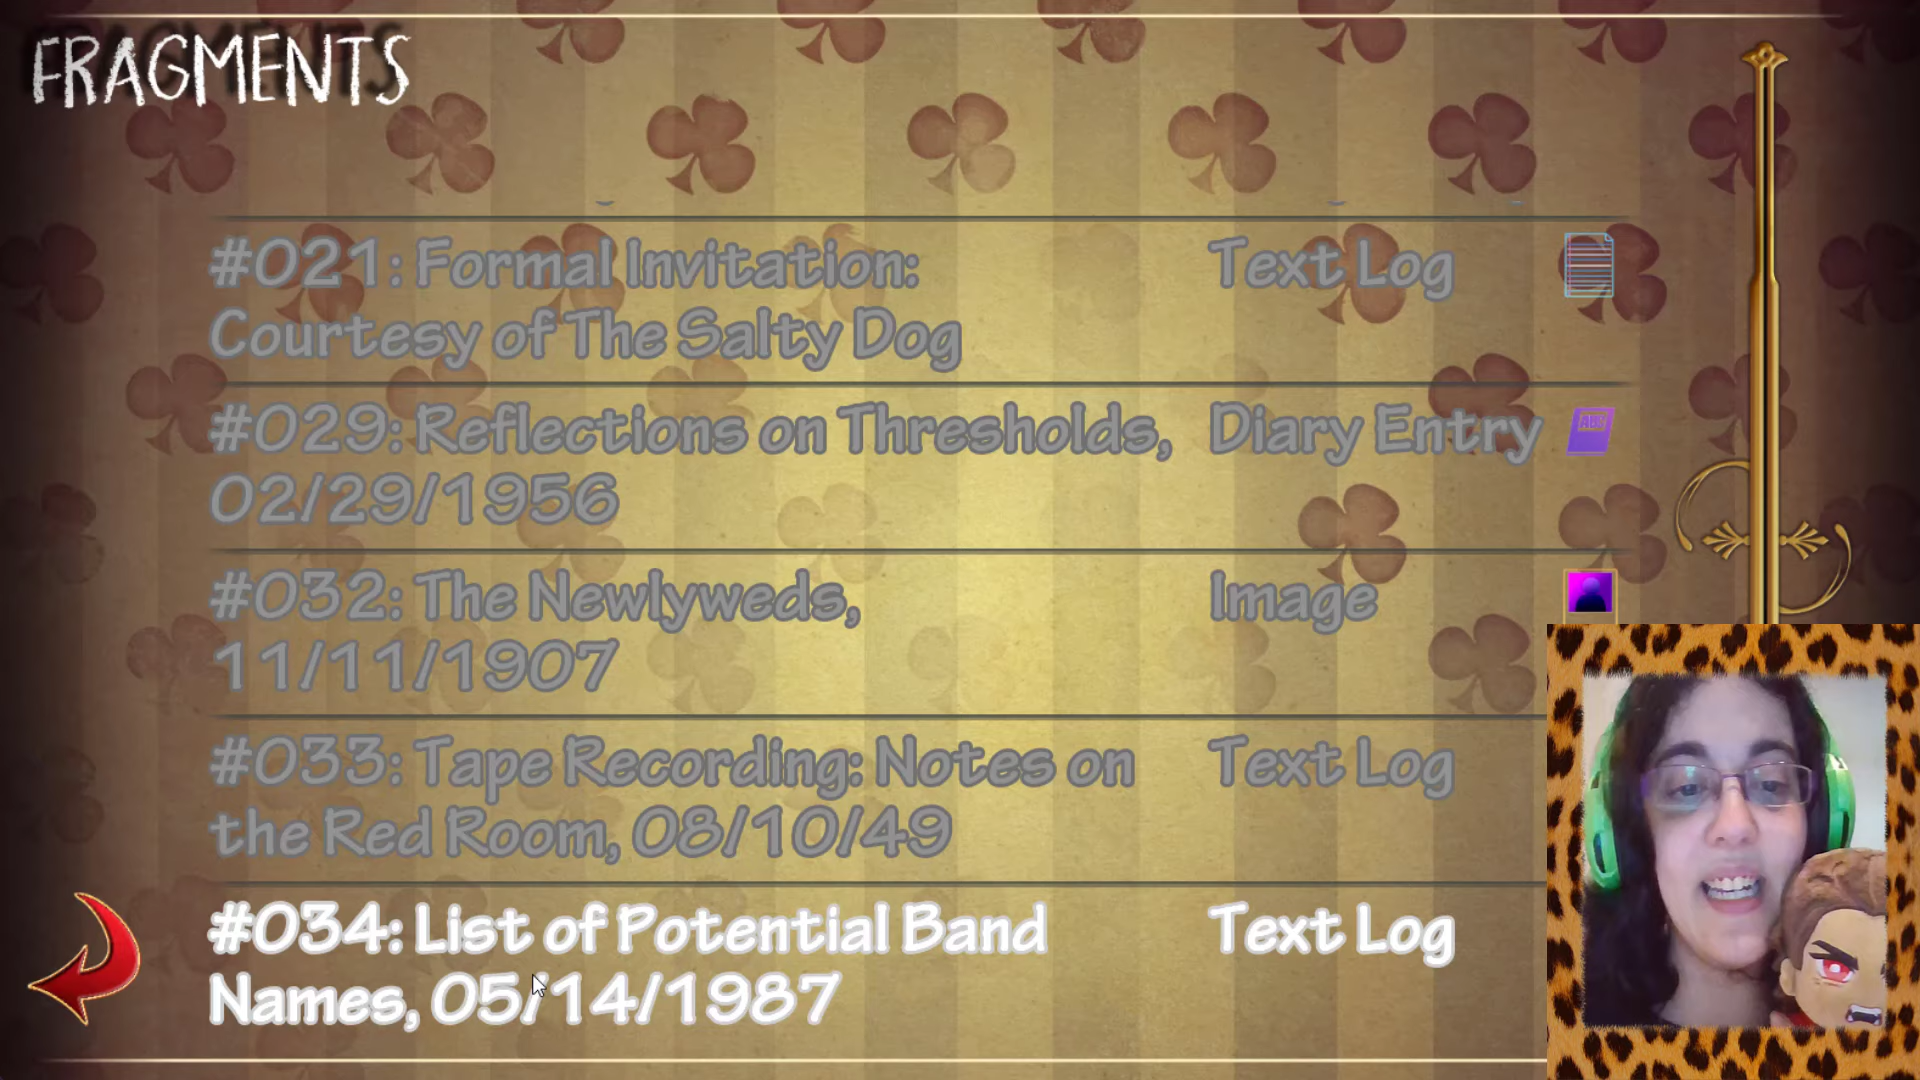 FRAGMENTS
#021: Formal Invitation: Text Log
Courtesy of The Salty Dog
#029: Reflections on Thresholds, Diary Entry
02/29/1956
#032: The Newlyweds, Image
11/11/1907
#033: Tape Recording: Notes on Text Log
the Red Room, 08/10/49
#034: List of Potential Band Text Log
Names, 05/14/1987